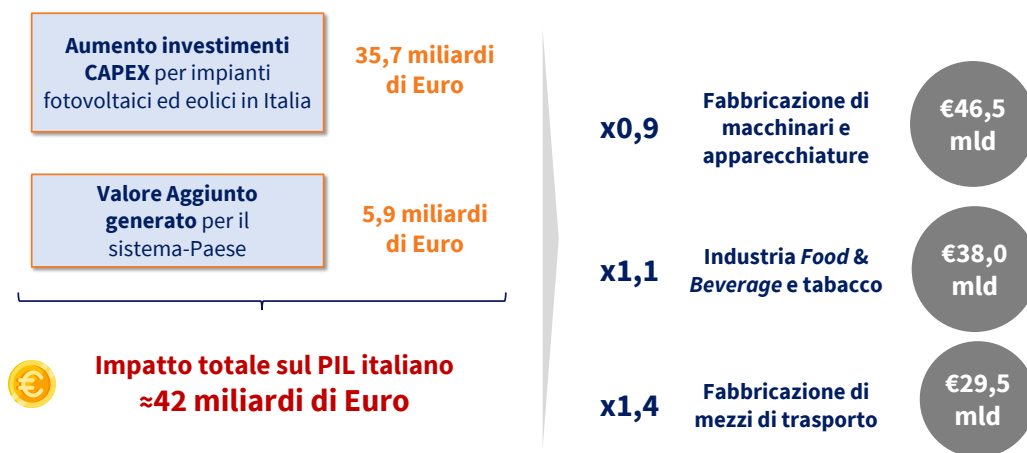 Aumento investimenti
CAPEX per impianti
fotovoltaici ed eolici in Italia
35,7 miliardi
di Euro
Valore Aggiunto
generato per il
sistema-Paese
5,9 miliardi
di Euro
Impatto totale sul PIL italiano
≈42 miliardi di Euro
x0,9
Fabbricazione di
macchinari e
apparecchiature
€46,5
mld
x1,1
Industria Food &
Beverage e tabacco
€38,0
mld
x1,4
Fabbricazione di
mezzi di trasporto
€29,5
mld